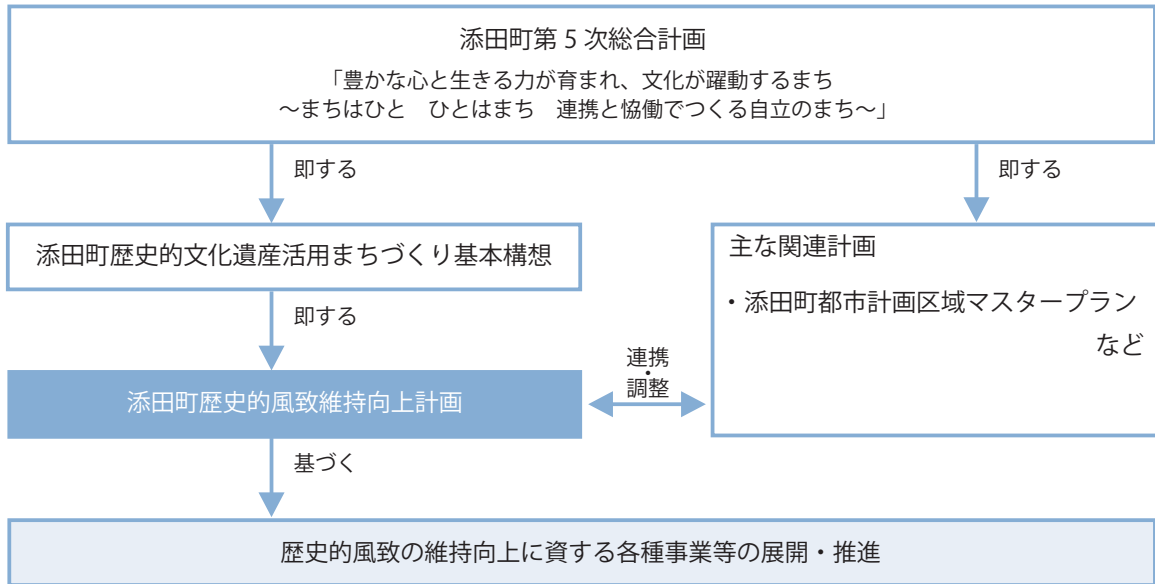 添田町第5次総合計画
「豊かな心と生きる力が育まれ、文化が躍動するまち
～まちはひと　ひとはまち　連携と恊働でつくる自立のまち～」
即する
即する
添田町歴史的文化遺産活用まちづくり基本構想
主な関連計画
・添田町都市計画区域マスタープラン
など
即する
連携
・
調整
添田町歴史的風致維持向上計画
基づく
歴史的風致の維持向上に資する各種事業等の展開・推進